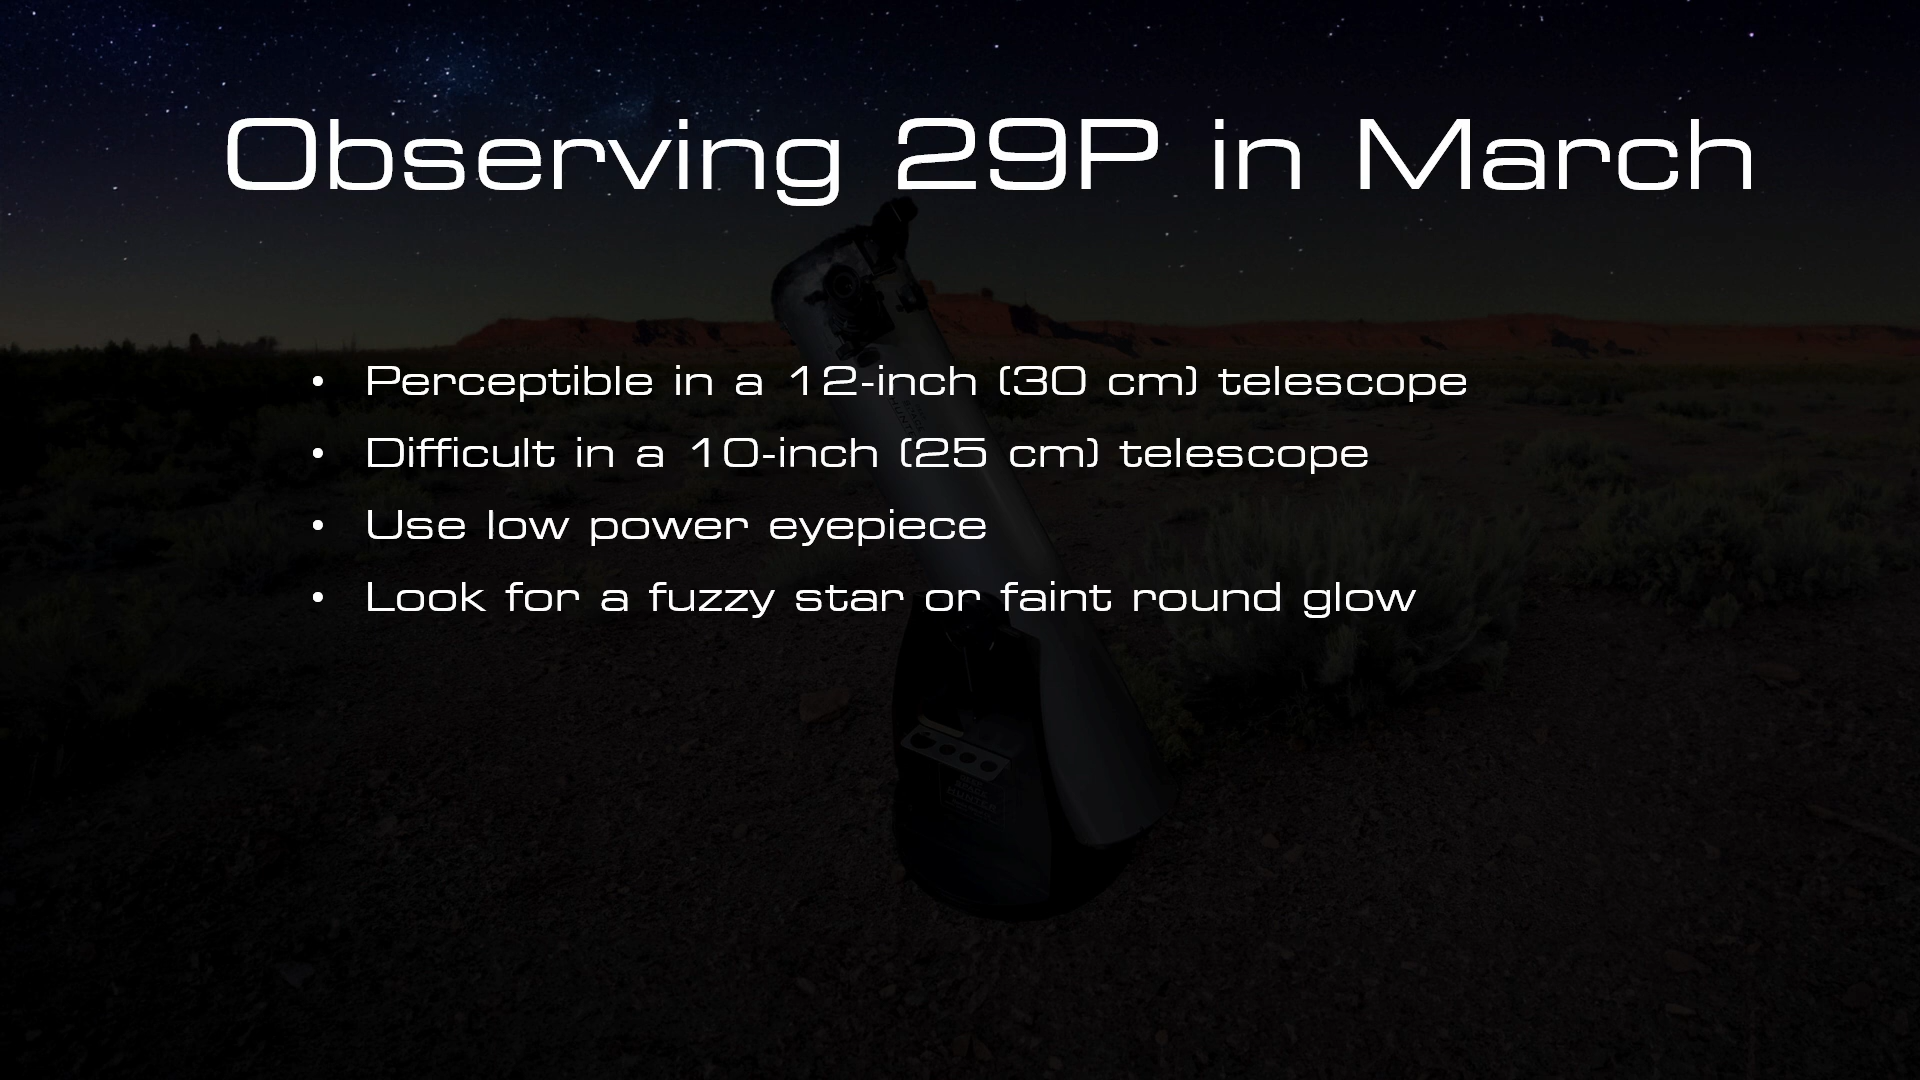 Observing 29P in March
• Perceptible in a 12-inch (30 cm) telescope
• Difficult in a 10-inch (25 cm) telescope
• Use low power eyepiece
• Look for a fuzzy star or faint round glow